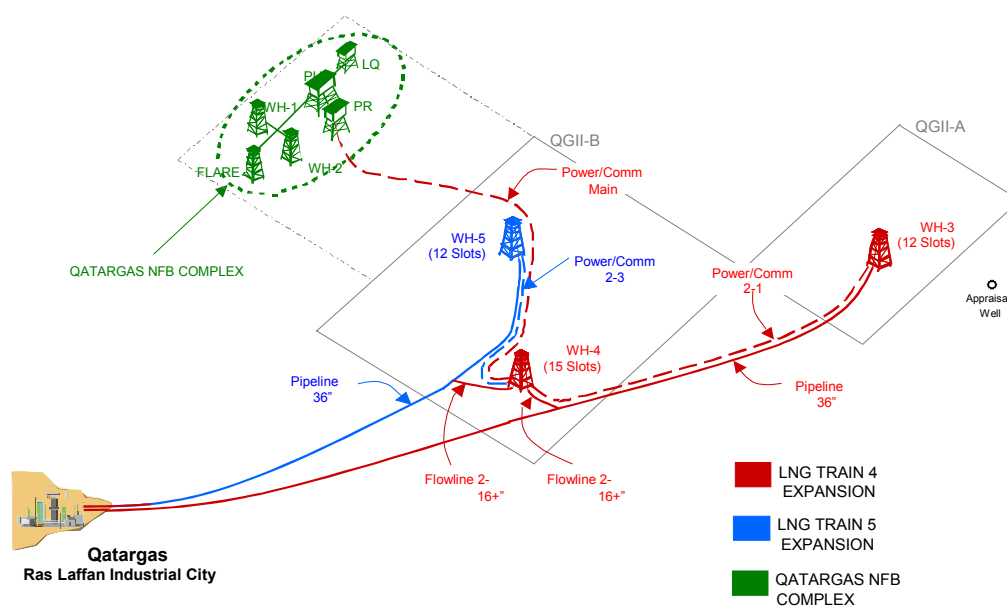 LQ
PU
WH-1
PR
FLARE
WH-2
QATARGAS NFB COMPLEX
QGII-B
QGII-A
Power/Comm
Main
WH-5
(12 Slots)
Power/Comm
2-3
WH-3
(12 Slots)
Power/Comm
2-1
Appraisal
Well
WH-4
(15 Slots)
Pipeline
36"
Pipeline
36"
Flowline 2-
16+"
Flowline 2-
16+"
Qatargas
Ras Laffan Industrial City
LNG TRAIN 4
EXPANSION
LNG TRAIN 5
EXPANSION
QATARGAS NFB
COMPLEX